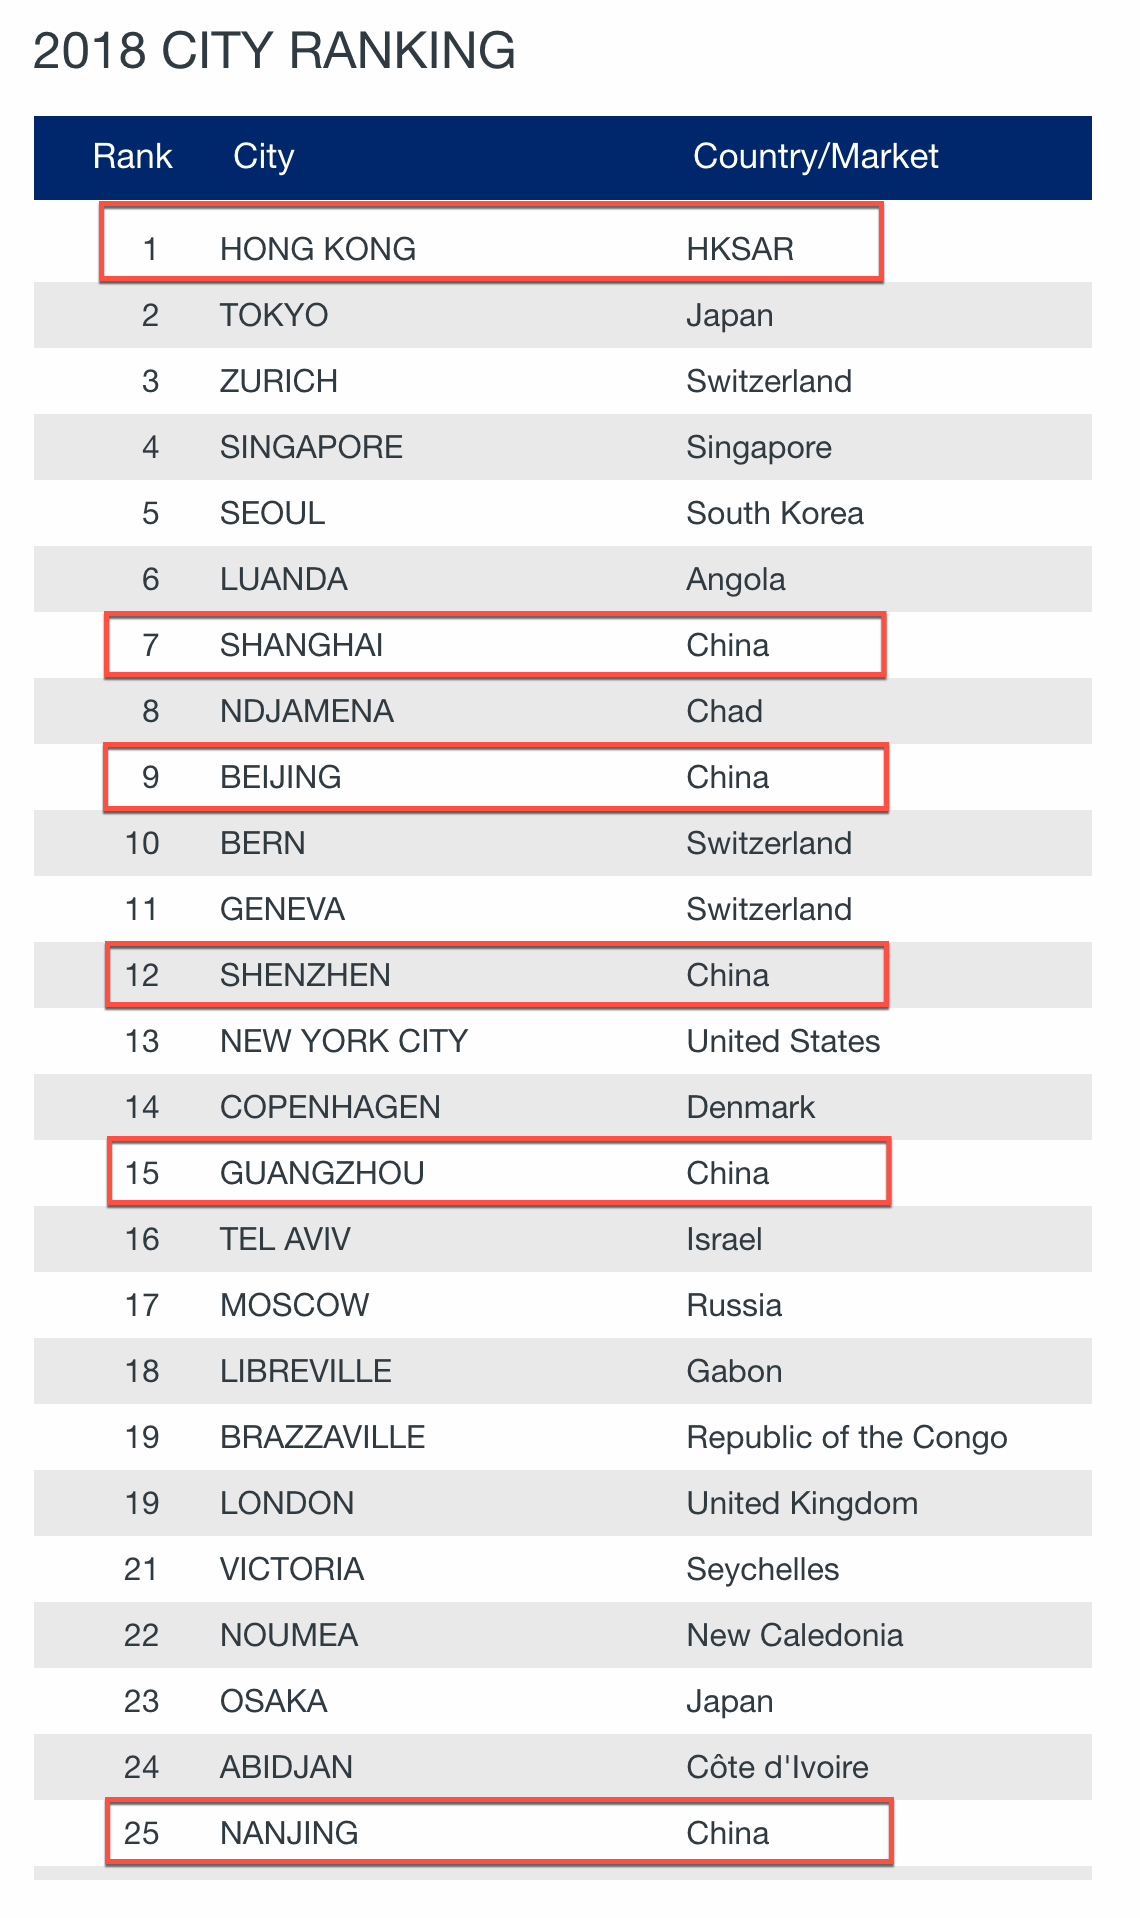 2018 CITY RANKING
Rank City Country/Market
1 HONG KONG HKSAR
2 TOKYO Japan
3 ZURICH Switzerland
4 SINGAPORE Singapore
5 SEOUL South Korea
6 LUANDA Angola
7 SHANGHAI China
8 NDJAMENA Chad
9 BEIJING China
10 BERN Switzerland
11 GENEVA Switzerland
12 SHENZHEN China
13 NEW YORK CITY United States
14 COPENHAGEN Denmark
15 GUANGZHOU China
16 TEL AVIV Israel
17 MOSCOW Russia
18 LIBREVILLE Gabon
19 BRAZZAVILLE Republic of the Congo
19 LONDON United Kingdom
21 VICTORIA Seychelles
22 NOUMEA New Caledonia
23 OSAKA Japan
24 ABIDJAN Côte d'Ivoire
25 NANJING China